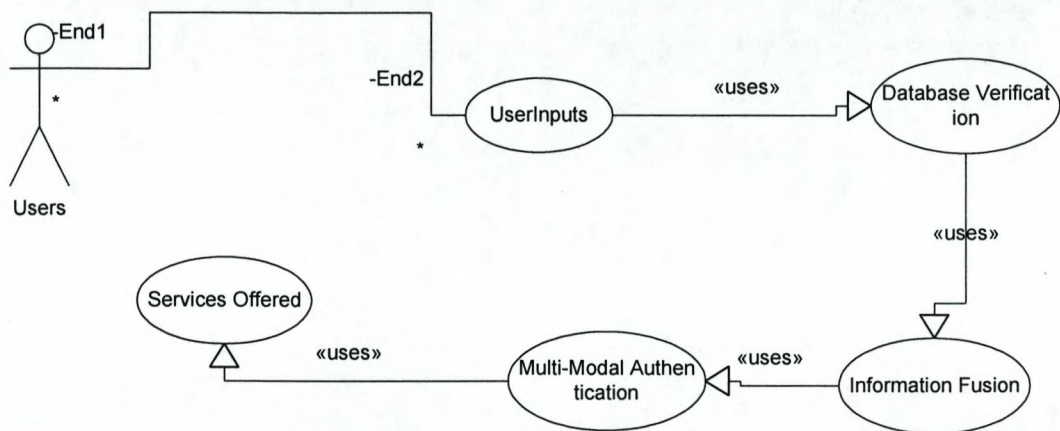 -End1
*
Users
-End2
*
UserInputs
«uses»
Database Verificat
ion
«uses»
Services Offered
«uses»
Multi-Modal Authen
tication
«uses»
Information Fusion